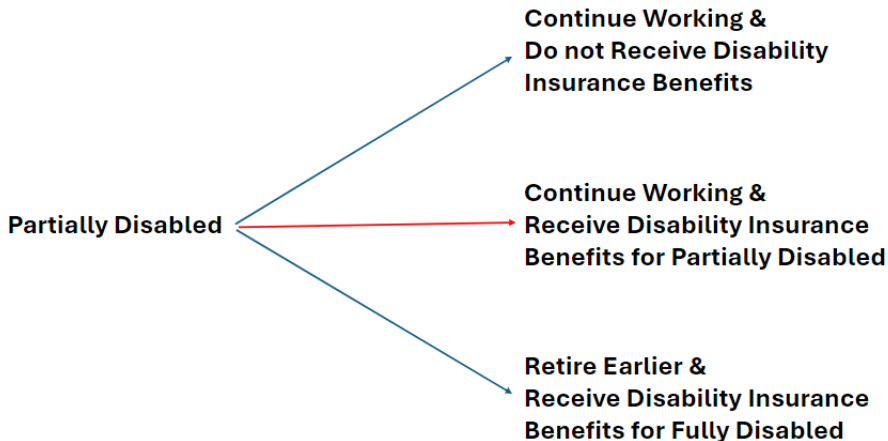 Continue Working &
Do not Receive Disability
Insurance Benefits
Partially Disabled
Continue Working &
Receive Disability Insurance
Benefits for Partially Disabled
Retire Earlier &
Receive Disability Insurance
Benefits for Fully Disabled